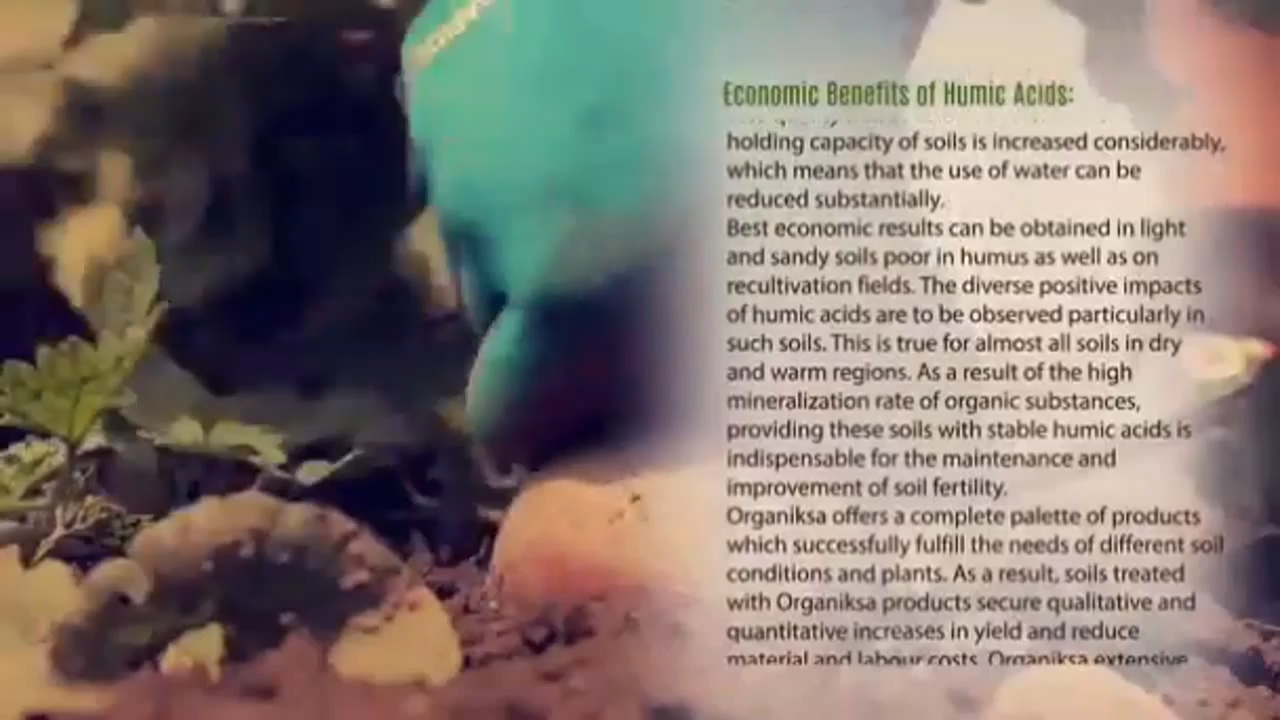 Economic Benefits of Humic Acids:
holding capacity of soils is increased considerably,
which means that the use of water can be
reduced substantially.
Best economic results can be obtained in light
and sandy soils poor in humus as well as on
recultivation fields. The diverse positive impacts
of humic acids are to be observed particularly in
such soils. This is true for almost all soils in dry
and warm regions. As a result of the high
mineralization rate of organic substances,
providing these soils with stable humic acids is
indispensable for the maintenance and
improvement of soil fertility.
Organiksa offers a complete palette of products
which successfully fulfill the needs of different soil
conditions and plants. As a result, soils treated
with Organiksa products secure qualitative and
quantitative increases in yield and reduce
material and labour costs. Organiksa extensive